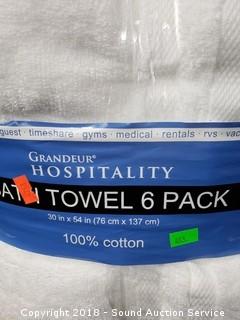 guest · timeshare · gyms · medical · rentals · rvs · vac
GRANDEUR®
HOSPITALITY
BATH TOWEL 6 PACK
30 in x 54 in (76 cm x 137 cm)
100% cotton
Copyright 2018 - Sound Auction Service